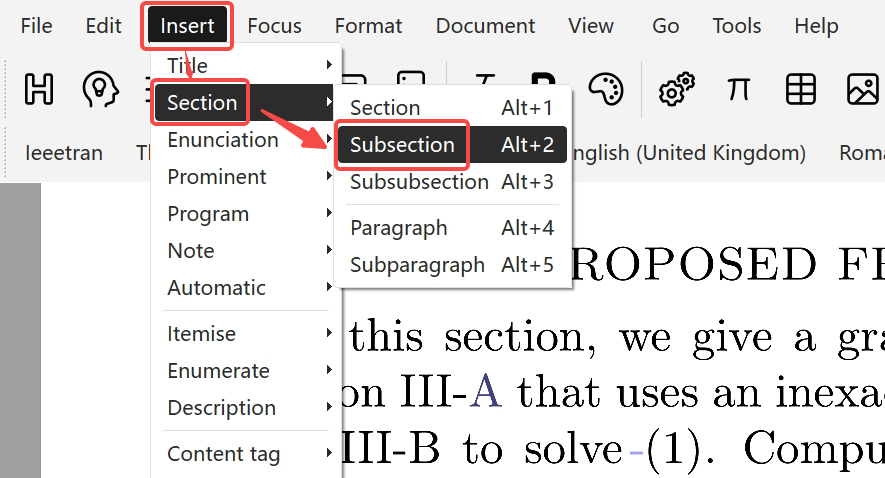 File Edit Insert Focus Format Document View Go Tools Help
Title
Section
Enunciation
Prominent
Program
Note
Automatic
Itemise
Enumerate
Description
Content tag
Section Alt+1
Subsection Alt+2
Subsubsection Alt+3
Paragraph Alt+4
Subparagraph Alt+5
Ieeetran nglish (United Kingdom) Roma
ROPOSED FE
this section, we give a gra
on III-A that uses an inexa
III-B to solve-(1). Compu